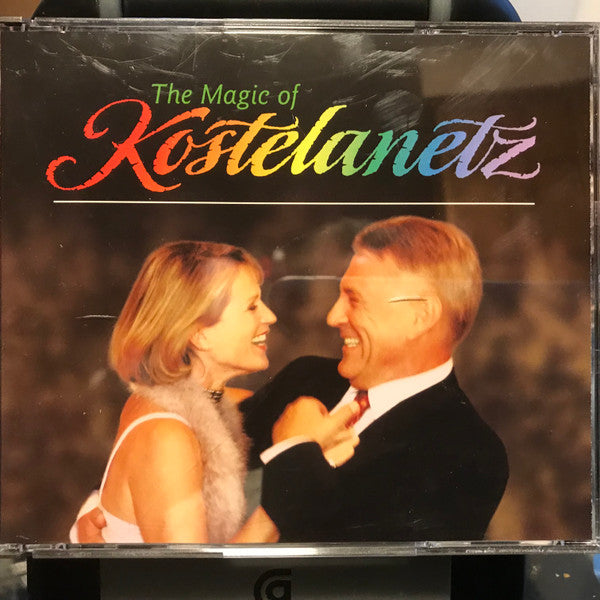 The Magic of
Kostelanetz